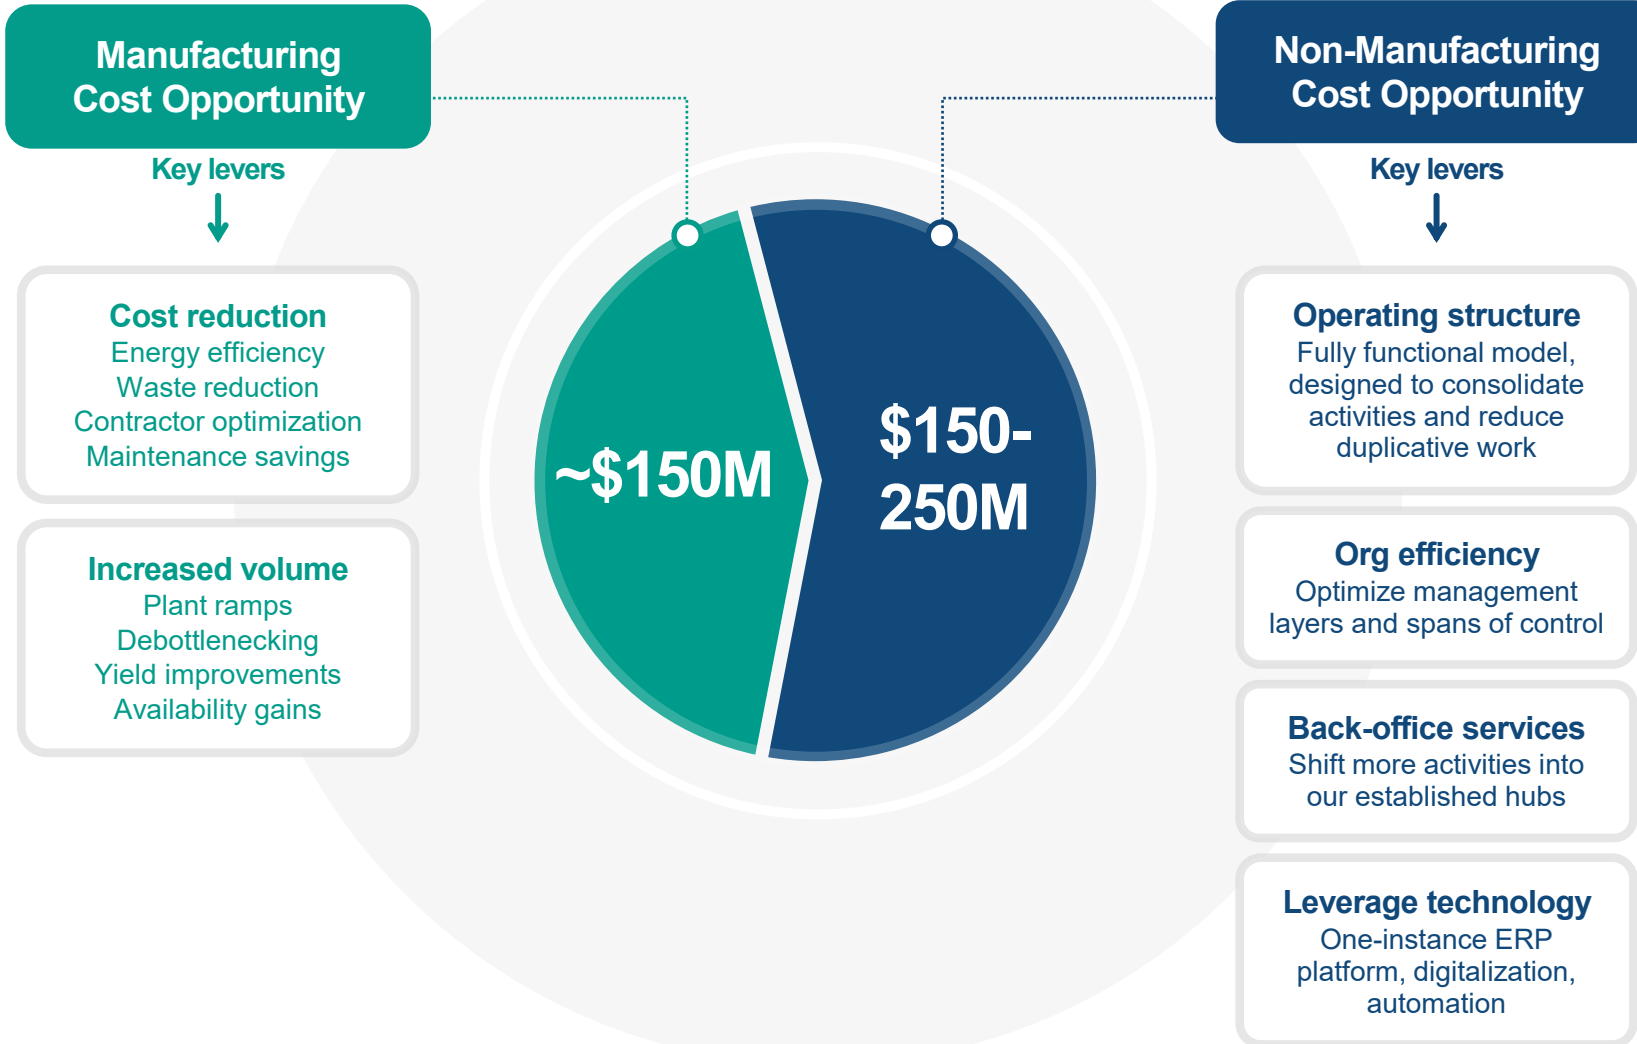 Manufacturing
Cost Opportunity
Key levers
Cost reduction
Energy efficiency
Waste reduction
Contractor optimization
Maintenance savings
Increased volume
Plant ramps
Debottlenecking
Yield improvements
Availability gains
~$150M
$150-
250M
Non-Manufacturing
Cost Opportunity
Key levers
Operating structure
Fully functional model,
designed to consolidate
activities and reduce
duplicative work
Org efficiency
Optimize management
layers and spans of control
Back-office services
Shift more activities into
our established hubs
Leverage technology
One-instance ERP
platform, digitalization,
automation